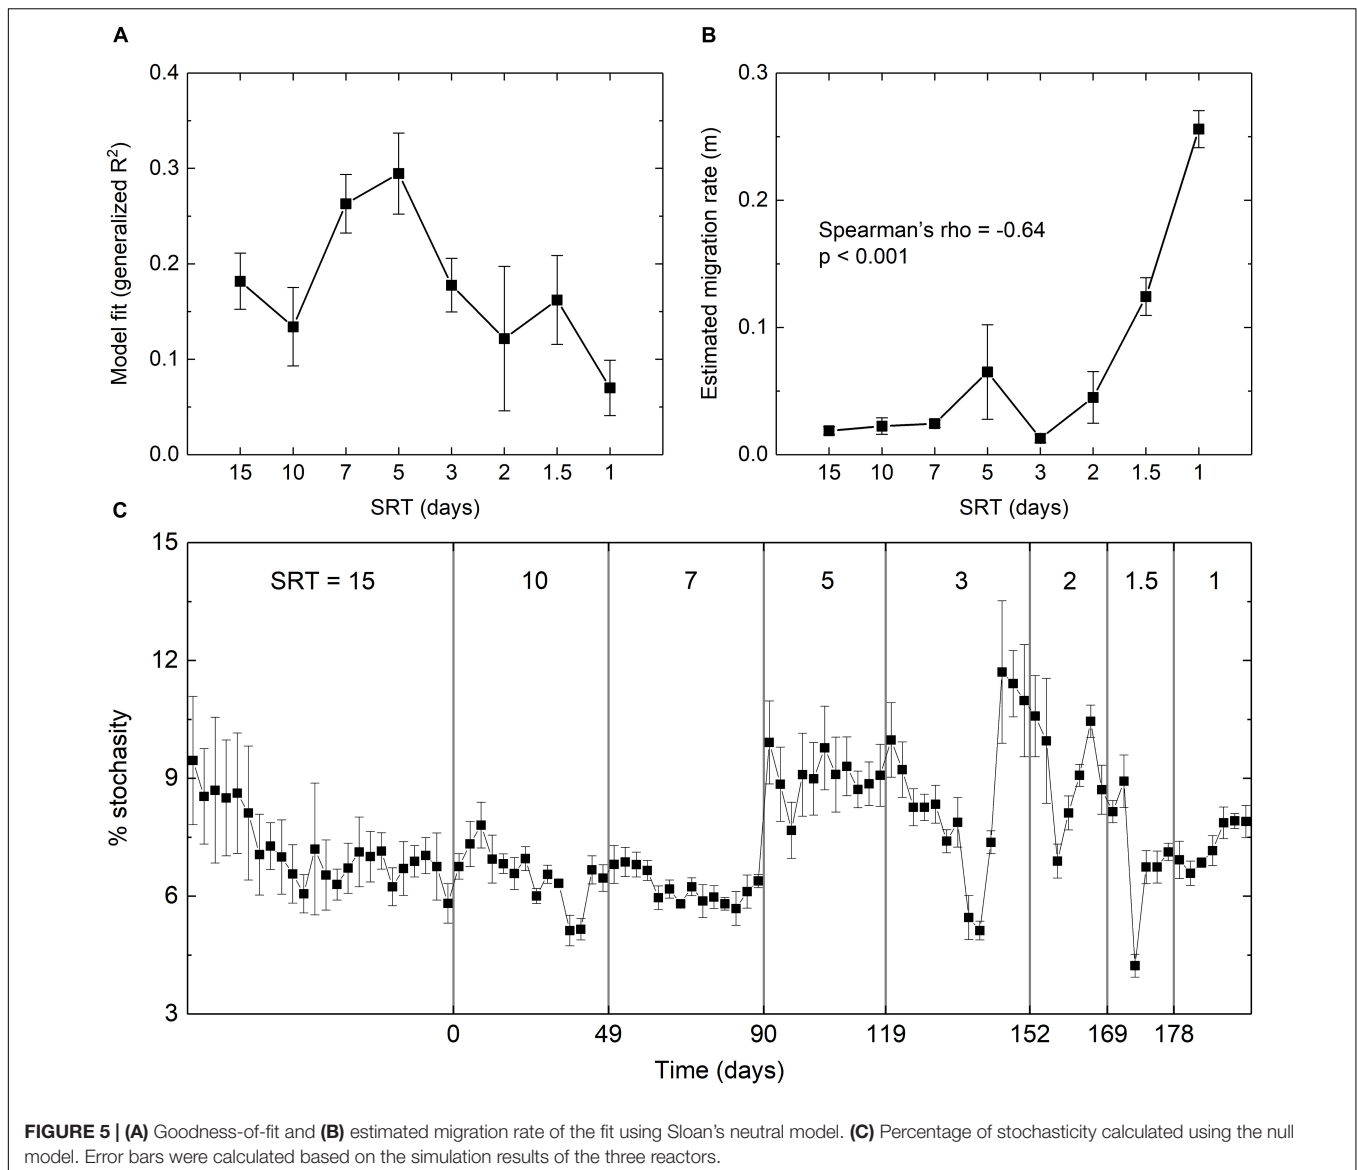 A
B
0.4
0.3
0.2
0.1
0.0
Model fit (generalized R²)
15 10 7 5 3 2 1.5 1
SRT (days)
0.3
0.2
0.1
0.0
Estimated migration rate (m)
Spearman's rho = -0.64
p < 0.001
15 10 7 5 3 2 1.5 1
SRT (days)
C
15
12
9
6
3
% stochasity
SRT = 15 10 7 5 3 2 1.5 1
0 49 90 119 152 169 178
Time (days)
FIGURE 5 | (A) Goodness-of-fit and (B) estimated migration rate of the fit using Sloan's neutral model. (C) Percentage of stochasticity calculated using the null
model. Error bars were calculated based on the simulation results of the three reactors.